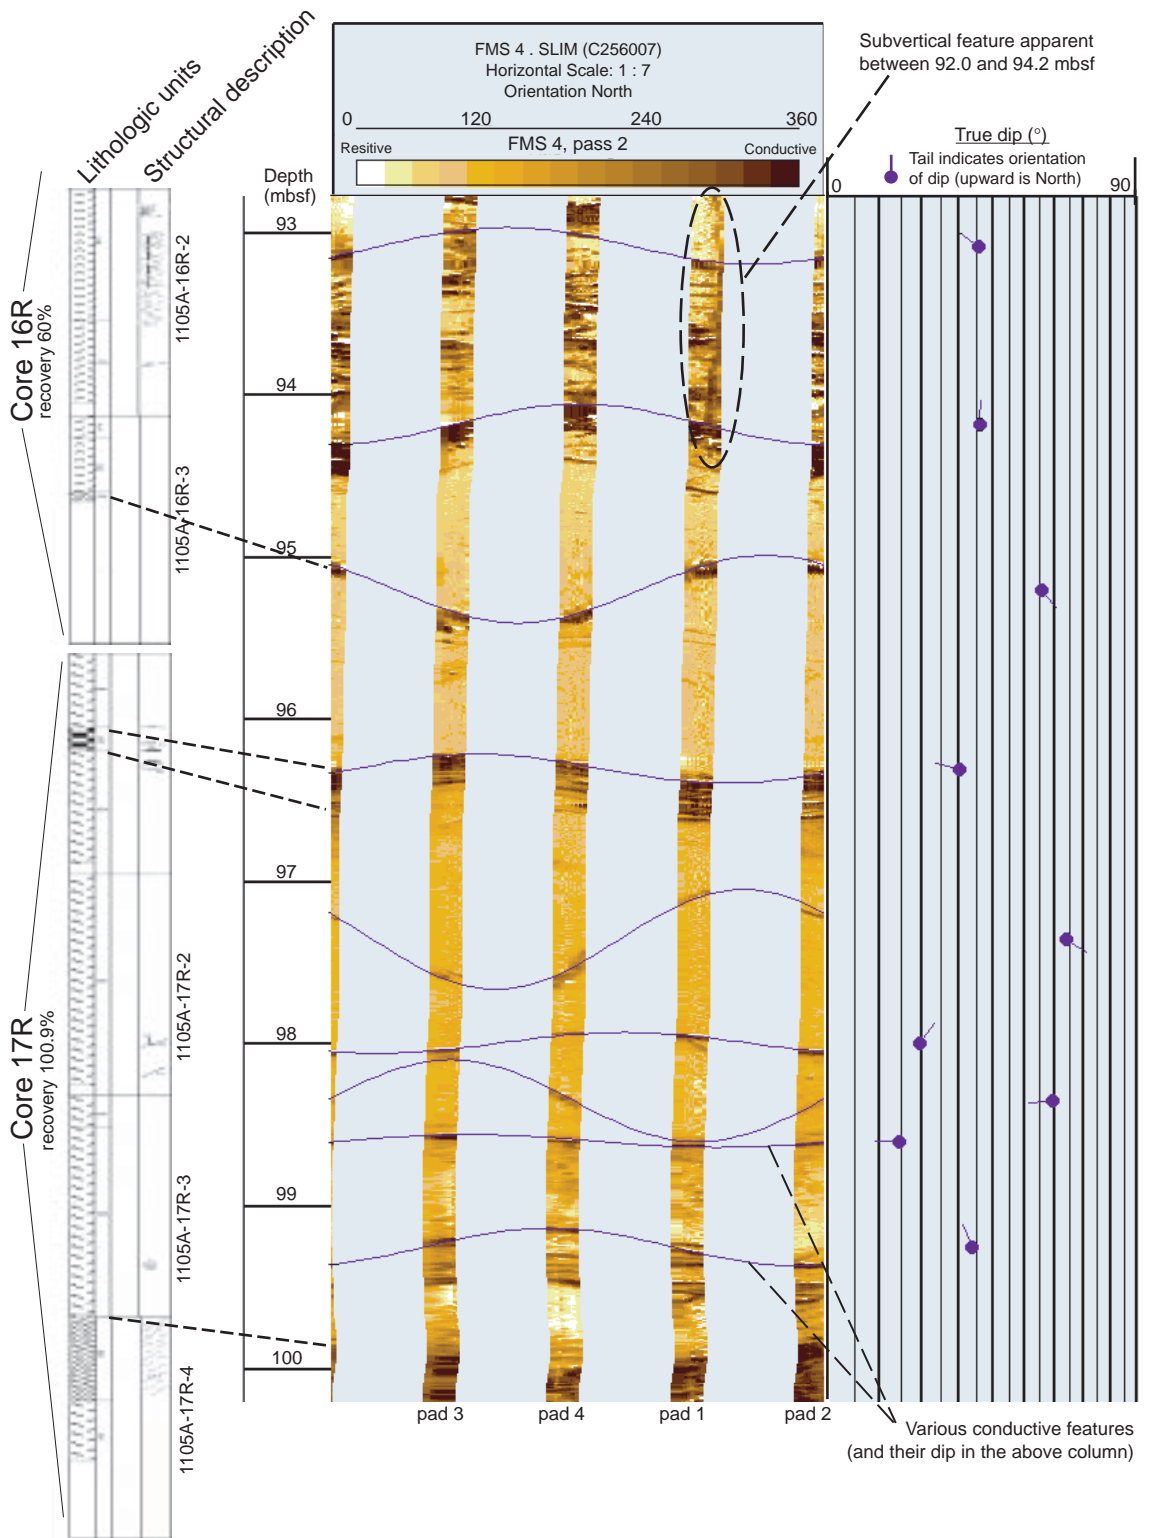 FMS 4 . SLIM (C256007)
Horizontal Scale: 1 : 7
Orientation North
0 120 240 360
FMS 4, pass 2
Resitive Conductive
Subvertical feature apparent
between 92.0 and 94.2 mbsf
True dip (°)
Tail indicates orientation
of dip (upward is North)
0 90
Lithologic units
Structural description
Depth
(mbsf)
93
94
95
96
97
98
99
100
Core 16R
recovery 60%
1105A-16R-2
1105A-16R-3
Core 17R
recovery 100.9%
1105A-17R-2
1105A-17R-3
1105A-17R-4
pad 3 pad 4 pad 1 pad 2
Various conductive features
(and their dip in the above column)